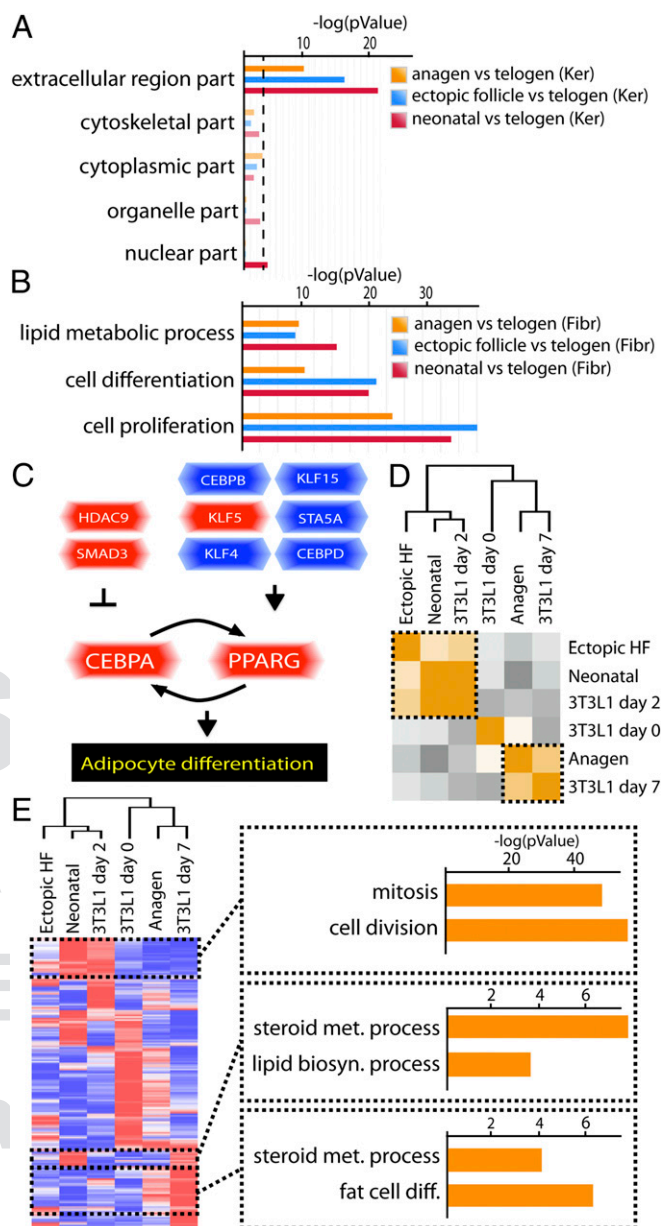 A
-log(pValue)
10 20
extracellular region part
cytoskeletal part
cytoplasmic part
organelle part
nuclear part
anagen vs telogen (Ker)
ectopic follicle vs telogen (Ker)
neonatal vs telogen (Ker)
B
-log(pValue)
10 20 30
lipid metabolic process
cell differentiation
cell proliferation
anagen vs telogen (Fibr)
ectopic follicle vs telogen (Fibr)
neonatal vs telogen (Fibr)
C
CEBPB KLF15
HDAC9 KLF5 STA5A
SMAD3 KLF4 CEBPD
CEBPA PPARG
Adipocyte differentiation
D
Ectopic HF
Neonatal
3T3L1 day 2
3T3L1 day 0
Anagen
3T3L1 day 7
Ectopic HF
Neonatal
3T3L1 day 2
3T3L1 day 0
Anagen
3T3L1 day 7
E
Ectopic HF
Neonatal
3T3L1 day 2
3T3L1 day 0
Anagen
3T3L1 day 7
-log(pValue)
20 40
mitosis
cell division
2 4 6
steroid met. process
lipid biosyn. process
2 4 6
steroid met. process
fat cell diff.